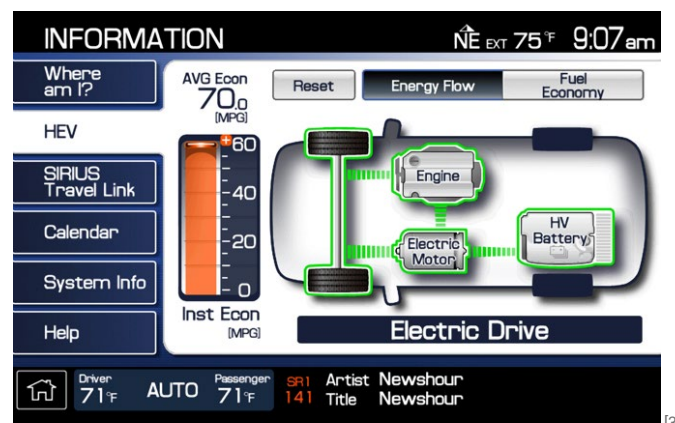 INFORMATION
NE EXT 75°F 9:07am
Where
am I?
HEV
SIRIUS
Travel Link
Calendar
System Info
Help
AVG Econ
70.0
[MPG]
60
40
20
0
Inst Econ
[MPG]
Reset
Energy Flow
Fuel
Economy
Engine
Electric
Motor
HV
Battery
Electric Drive
Driver
71°F
AUTO
Passenger
71°F
SR1
141
Artist Newshour
Title Newshour